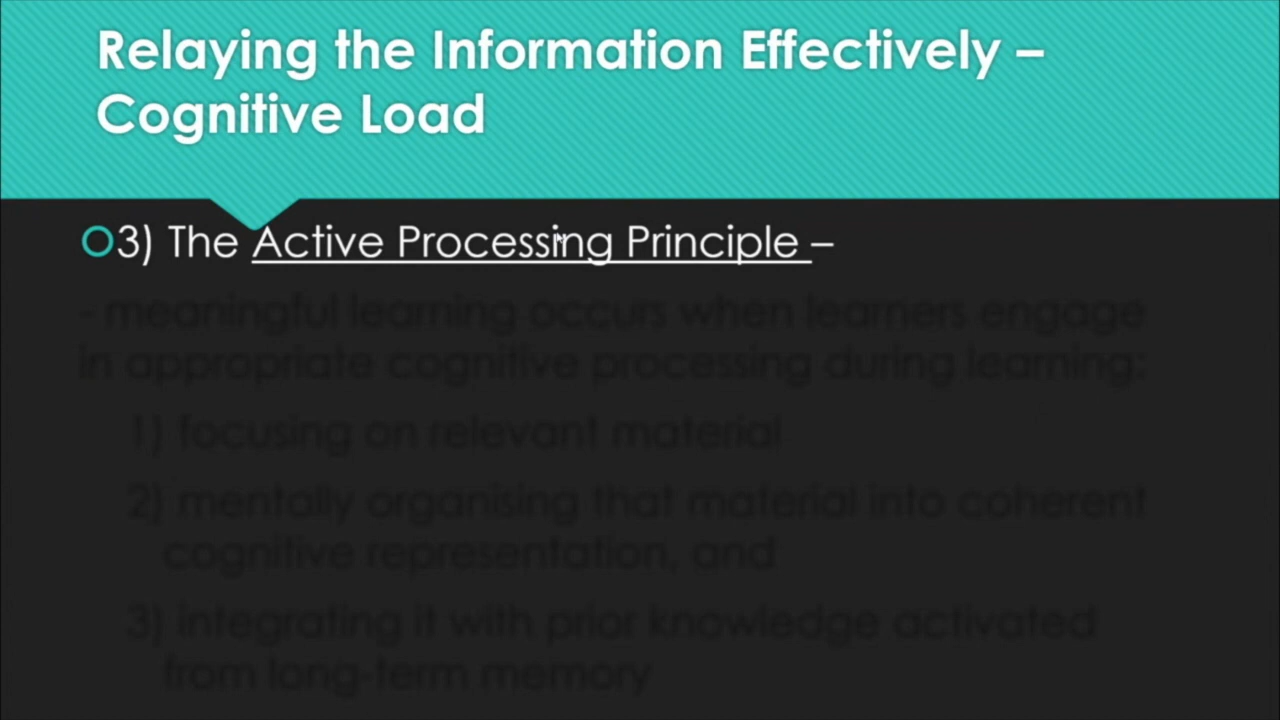 Relaying the Information Effectively –
Cognitive Load
3) The Active Processing Principle –
- meaningful learning occurs when learners engage
in appropriate cognitive processing during learning:
1) focusing on relevant material
2) mentally organising that material into coherent
cognitive representation, and
3) integrating it with prior knowledge activated
from long-term memory